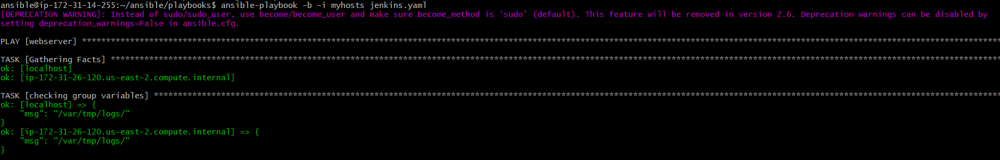 ansible@ip-172-31-14-255:~/ansible/playbooks$ ansible-playbook -b -i myhosts jenkins.yaml
[DEPRECATION WARNING]: Instead of sudo/sudo_user, use become/become_user and make sure become_method is 'sudo' (default). This feature will be removed in version 2.6. Deprecation warnings can be disabled by
setting deprecation_warnings=False in ansible.cfg.
PLAY [webserver] ************************************************************************************************************************************************************************************************
TASK [Gathering Facts] ******************************************************************************************************************************************************************************************
ok: [localhost]
ok: [ip-172-31-26-120.us-east-2.compute.internal]
TASK [checking group variables] *********************************************************************************************************************************************************************************
ok: [localhost] => {
    "msg": "/var/tmp/logs/"
}
ok: [ip-172-31-26-120.us-east-2.compute.internal] => {
    "msg": "/var/tmp/logs/"
}